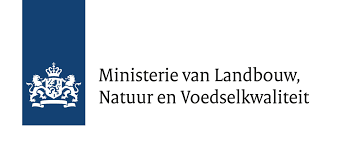 Ministerie van Landbouw,
Natuur en Voedselkwaliteit